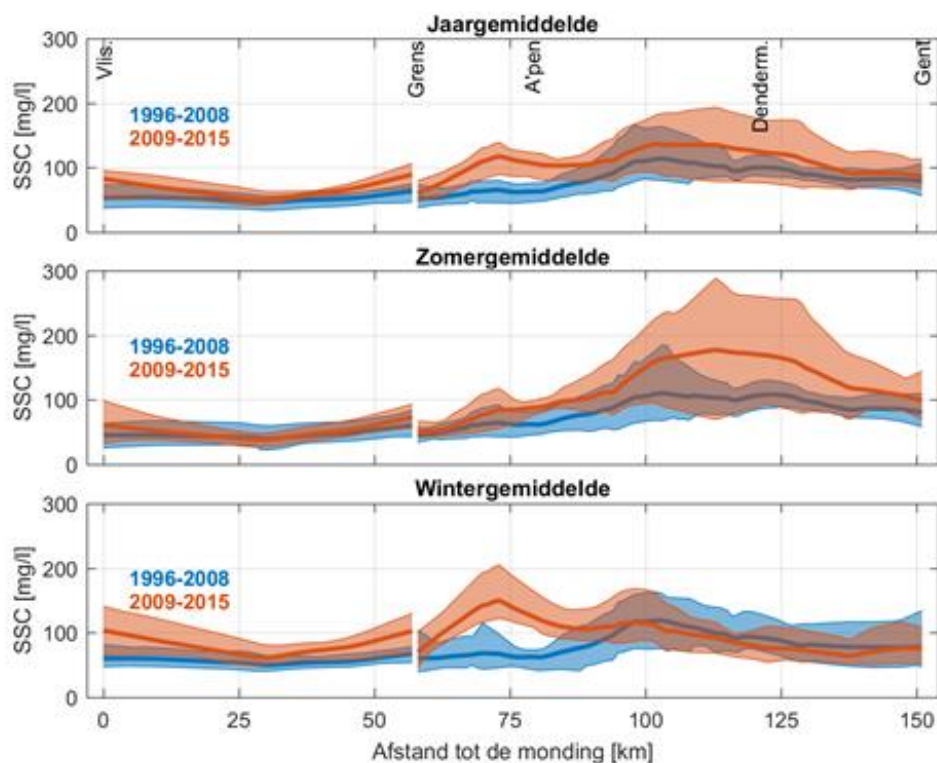 Jaargemiddelde
300
200
100
0
SSC [mg/l]
Vlis.
Grens
A'pen
Denderm.
Gent
1996-2008
2009-2015
Zomergemiddelde
300
200
100
0
SSC [mg/l]
1996-2008
2009-2015
Wintergemiddelde
300
200
100
0
SSC [mg/l]
1996-2008
2009-2015
0 25 50 75 100 125 150
Afstand tot de monding [km]